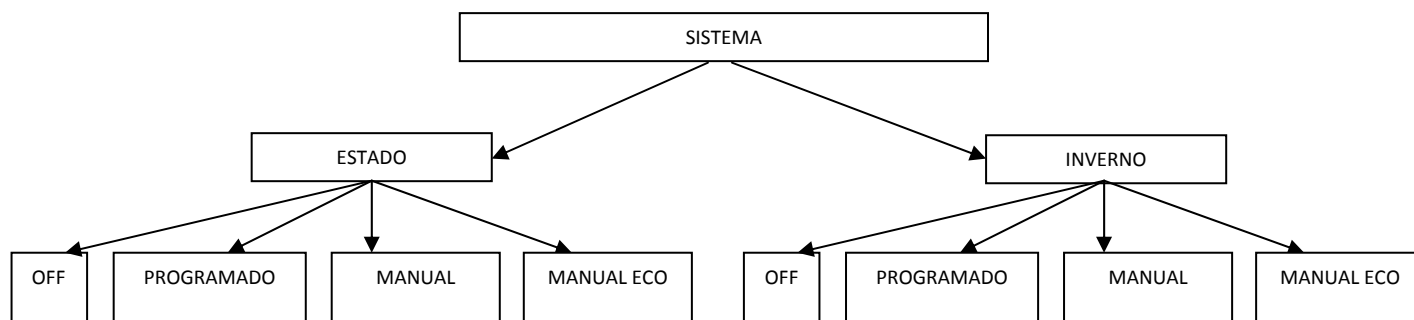 SISTEMA
ESTADO
INVERNO
OFF
PROGRAMADO
MANUAL
MANUAL ECO
OFF
PROGRAMADO
MANUAL
MANUAL ECO